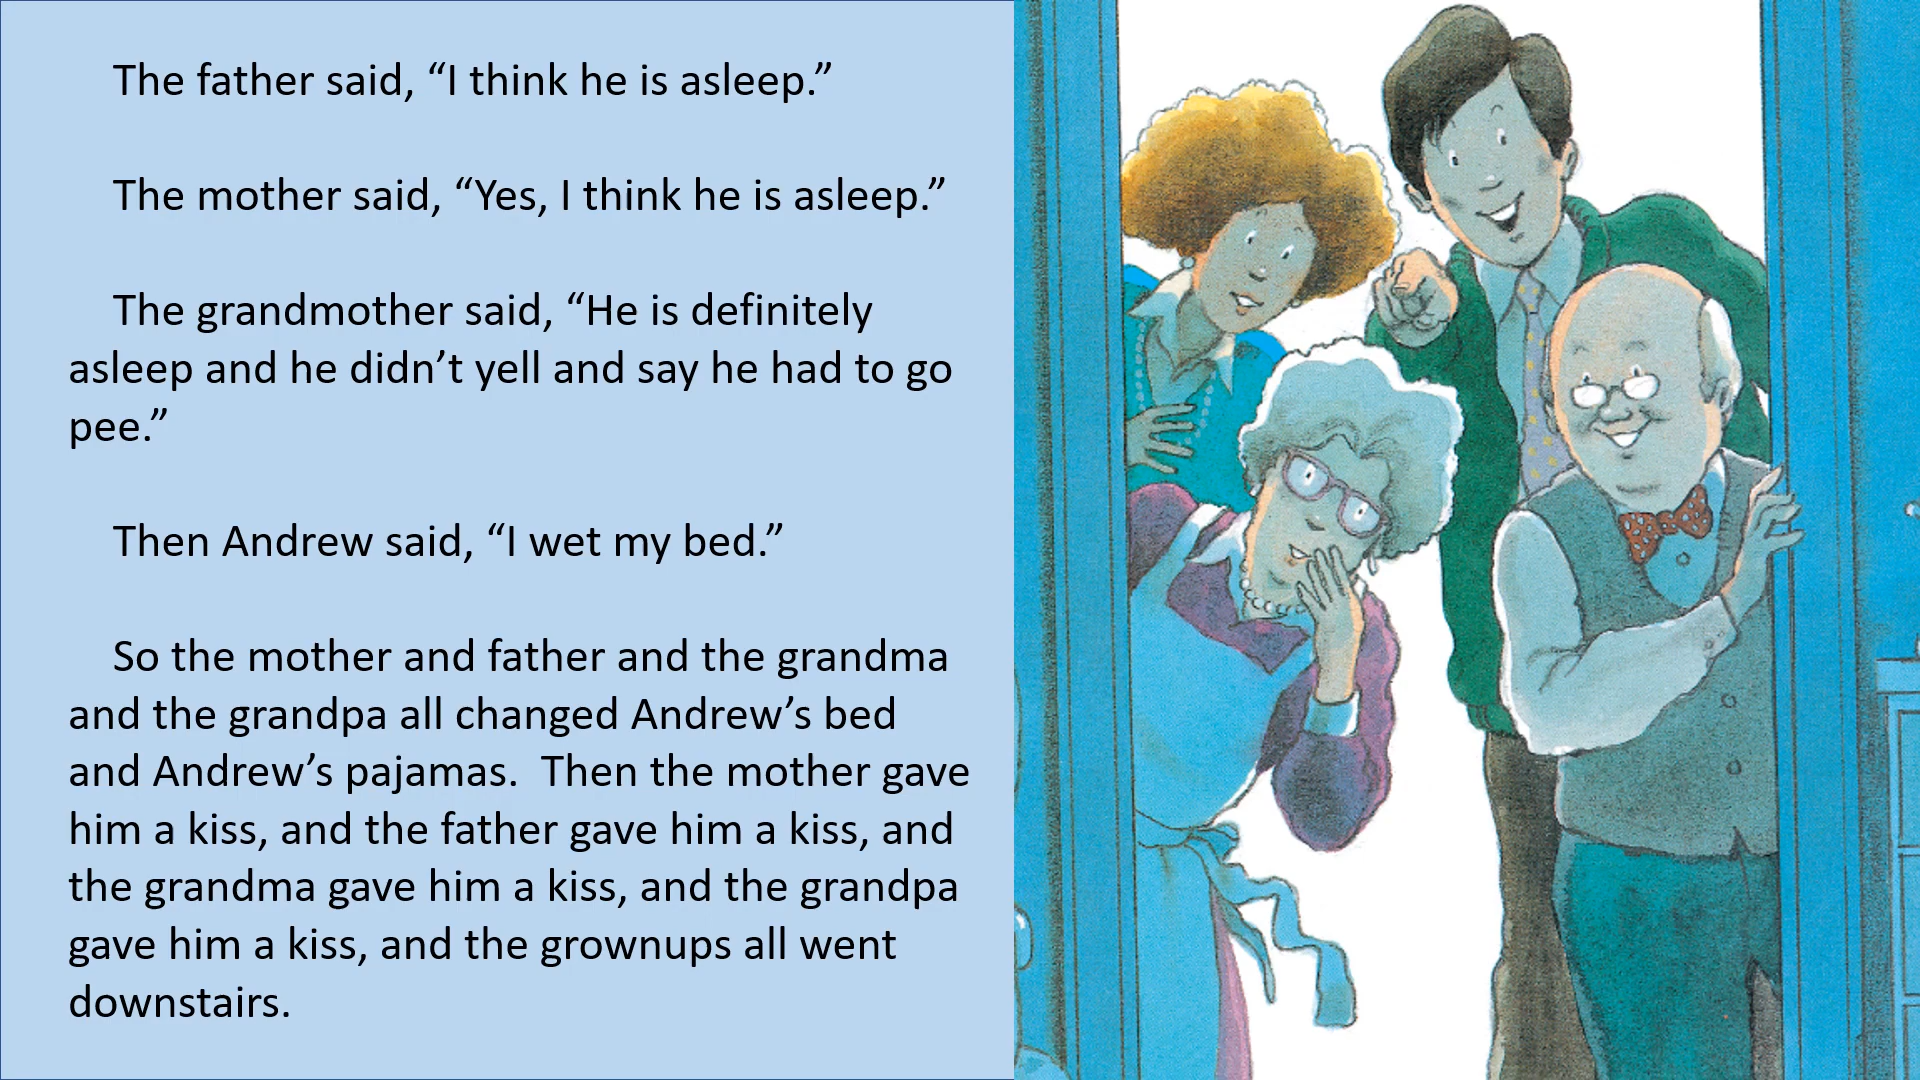 The father said, “I think he is asleep.”
The mother said, “Yes, I think he is asleep.”
The grandmother said, “He is definitely
asleep and he didn’t yell and say he had to go
pee.”
Then Andrew said, “I wet my bed.”
So the mother and father and the grandma
and the grandpa all changed Andrew’s bed
and Andrew’s pajamas.  Then the mother gave
him a kiss, and the father gave him a kiss, and
the grandma gave him a kiss, and the grandpa
gave him a kiss, and the grownups all went
downstairs.